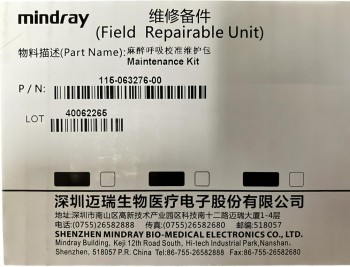 mindray
维修备件
(Field Repairable Unit)
物料描述(Part Name): 麻醉呼吸校准维护包
Maintenance Kit
P / N: 115-063276-00
LOT 40062265
深圳迈瑞生物医疗电子股份有限公司
地址:深圳市南山区高新技术产业园区科技南十二路迈瑞大厦1-4层
电话:(0755)26582888 传真:(0755)26582680 邮编:518057
SHENZHEN MINDRAY BIO-MEDICAL ELECTRONICS CO., LTD.
Mindray Building, Keji 12th Road South, Hi-tech Industrial Park, Nanshan,
Shenzhen 518057, P.R. China Tel: 86-755-26582888 Fax: 86-755-26582680